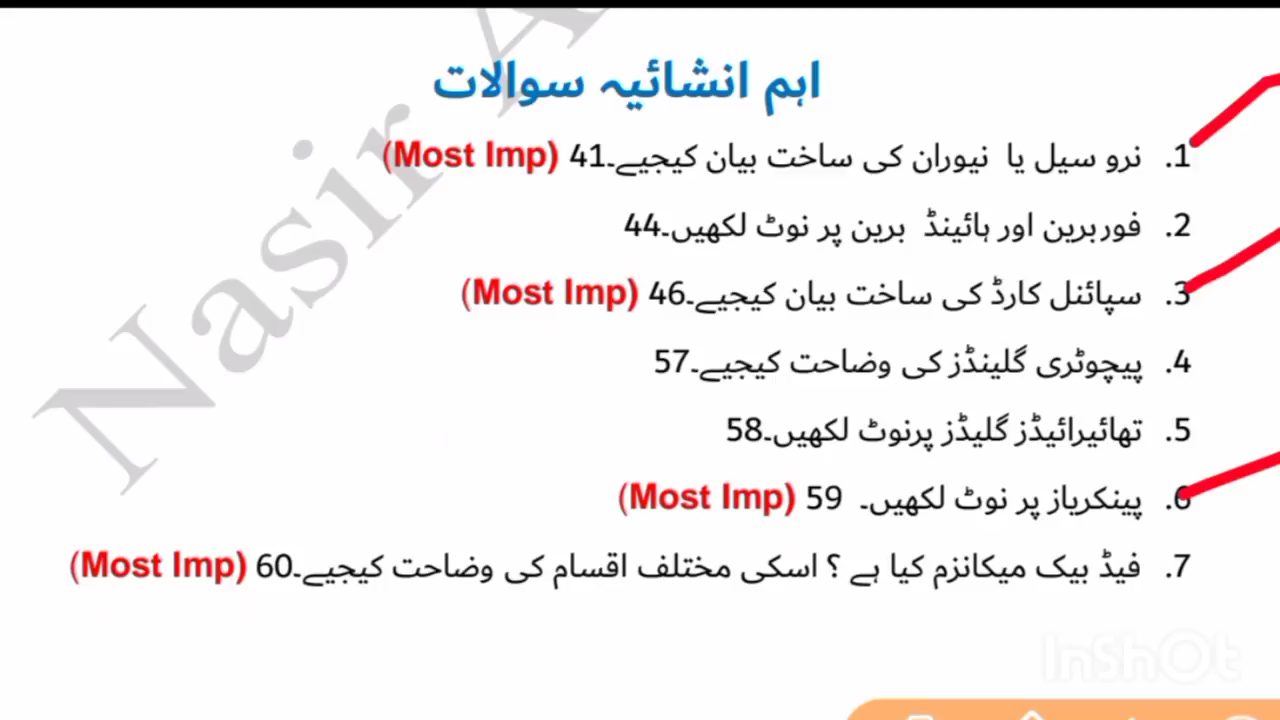 اہم انشائیہ سوالات
1. نرو سیل یا نیوران کی ساخت بیان کیجیے۔41 (Most Imp)
2. فوربرین اور ہائینڈ برین پر نوٹ لکھیں۔44
3. سپائنل کارڈ کی ساخت بیان کیجیے۔46 (Most Imp)
4. پیچوٹری گلینڈز کی وضاحت کیجیے۔57
5. تھائیرائیڈز گلیڈز پرنوٹ لکھیں۔58
6. پینکریاز پر نوٹ لکھیں۔ 59 (Most Imp)
7. فیڈ بیک میکانزم کیا ہے ؟ اسکی مختلف اقسام کی وضاحت کیجیے۔60 (Most Imp)
Nasir A
InShOt